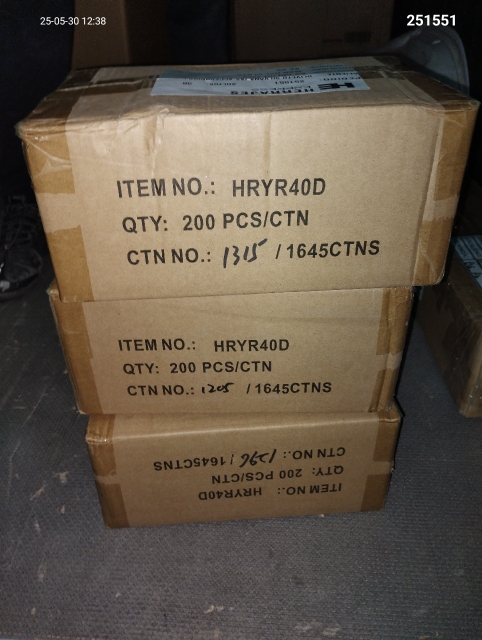 25-05-30 12:38
251551
HERRAJES
ITEM NO.: HRYR40D
QTY: 200 PCS/CTN
CTN NO.: 1315 / 1645CTNS
ITEM NO.: HRYR40D
QTY: 200 PCS/CTN
CTN NO.: 1205 / 1645CTNS
ITEM NO.: HRYR40D
QTY: 200 PCS/CTN
CTN NO.: 1296 / 1645CTNS